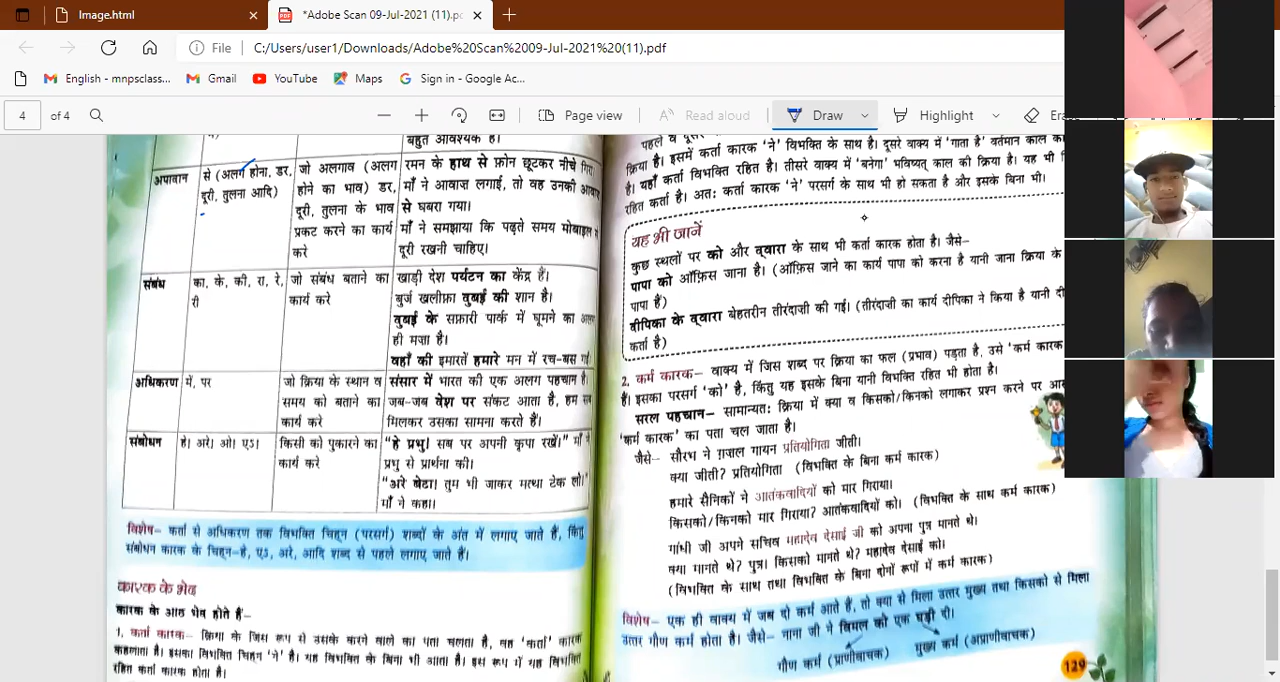 Image.html
*Adobe Scan 09-Jul-2021 (11).pc
File C:/Users/user1/Downloads/Adobe%20Scan%2009-Jul-2021%20(11).pdf
English - mnpsclass...
Gmail
YouTube
Maps
Sign in - Google Ac...
4 of 4
Page view
Read aloud
Draw
Highlight
बहुत आवश्यक है।
अपादान
से (अलग होना, डर, दूरी, तुलना आदि)
जो अलगाव (अलग
होने का भाव) डर,
दूरी, तुलना के भाव
प्रकट करने का कार्य
करे
रमन के हाथ से फ़ोन छूटकर नीचे गिरा
माँ ने आवाज लगाई, तो वह उनकी आवाज
से घबरा गया।
माँ ने समझाया कि पढ़ते समय मोबाइल से
दूरी रखनी चाहिए।
संबंध
का, के, की, रा, रे,
री
जो संबंध बताने का
कार्य करे
खाड़ी देश पर्यटन का केंद्र हैं।
बुर्ज खलीफ़ा दुबई की शान है।
दुबई के सफ़ारी पार्क में घूमने का अलग
ही मज़ा है।
वहाँ की इमारतें हमारे मन में रच-बस गईं
अधिकरण
में, पर
जो क्रिया के स्थान व
समय को बताने का
कार्य करे
संसार में भारत की एक अलग पहचान है।
जब-जब देश पर संकट आता है, हम सब
मिलकर उसका सामना करते हैं।
संबोधन
हे! अरे! ओ! ए!
किसी को पुकारने का
कार्य करे
"हे प्रभु! सब पर अपनी कृपा रखें।" माँ ने
प्रभु से प्रार्थना की।
"अरे बेटा! तुम भी जाकर मत्था टेक लो।"
माँ ने कहा।
विशेष– कर्ता से अधिकरण तक विभक्ति चिह्न (परसर्ग) शब्दों के अंत में लगाए जाते हैं, किंतु
संबोधन कारक के चिह्न-हे, ए, अरे, आदि शब्द से पहले लगाए जाते हैं।
कारक के भेद
कारक के आठ भेद होते हैं–
1. कर्ता कारक– क्रिया के जिस रूप से उसके करने वाले का पता चलता है, वह 'कर्ता' कारक
कहलाता है। इसका विभक्ति चिह्न 'ने' है। यह विभक्ति के बिना भी आता है। इस रूप में यह विभक्ति
रहित कर्ता कारक होता है।
क्रिया है। इसमें कर्ता कारक 'ने' विभक्ति के साथ है। दूसरे वाक्य में 'गाता है' वर्तमान काल
है। यहाँ कर्ता विभक्ति रहित है। तीसरे वाक्य में 'बनेगा' भविष्यत् काल की क्रिया है। यह भी
रहित कर्ता है। अतः कर्ता कारक 'ने' परसर्ग के साथ भी हो सकता है और इसके बिना भी।
यह भी जानें
कुछ स्थलों पर को और द्वारा के साथ भी कर्ता कारक होता है। जैसे–
पापा को ऑफ़िस जाना है। (ऑफ़िस जाने का कार्य पापा को करना है यानी जाना क्रिया के
पापा हैं)
दीपिका के द्वारा बेहतरीन तीरंदाज़ी की गई। (तीरंदाज़ी का कार्य दीपिका ने किया है यानी
कर्ता है)
2. कर्म कारक– वाक्य में जिस शब्द पर क्रिया का फल (प्रभाव) पड़ता है, उसे 'कर्म कारक
हैं। इसका परसर्ग 'को' है, किंतु यह इसके बिना यानी विभक्ति रहित भी होता है।
सरल पहचान– सामान्यतः क्रिया में क्या व किसको/किनको लगाकर प्रश्न करने पर
'कर्म कारक' का पता चल जाता है।
जैसे– सौरभ ने ग़ज़ल गायन प्रतियोगिता जीती।
क्या जीती? प्रतियोगिता (विभक्ति के बिना कर्म कारक)
हमारे सैनिकों ने आतंकवादियों को मार गिराया।
किसको/किनको मार गिराया? आतंकवादियों को। (विभक्ति के साथ कर्म कारक)
गांधी जी अपने सचिव महादेव देसाई जी को अपना पुत्र मानते थे।
क्या मानते थे? पुत्र। किसको मानते थे? महादेव देसाई को।
(विभक्ति के साथ तथा विभक्ति के बिना दोनों रूपों में कर्म कारक)
विशेष– एक ही वाक्य में जब दो कर्म आते हैं, तो क्या से मिला उत्तर मुख्य तथा किसको से मिला
उत्तर गौण कर्म होता है। जैसे– नाना जी ने विमल को एक घड़ी दी।
गौण कर्म (प्राणीवाचक) मुख्य कर्म (अप्राणीवाचक)
129